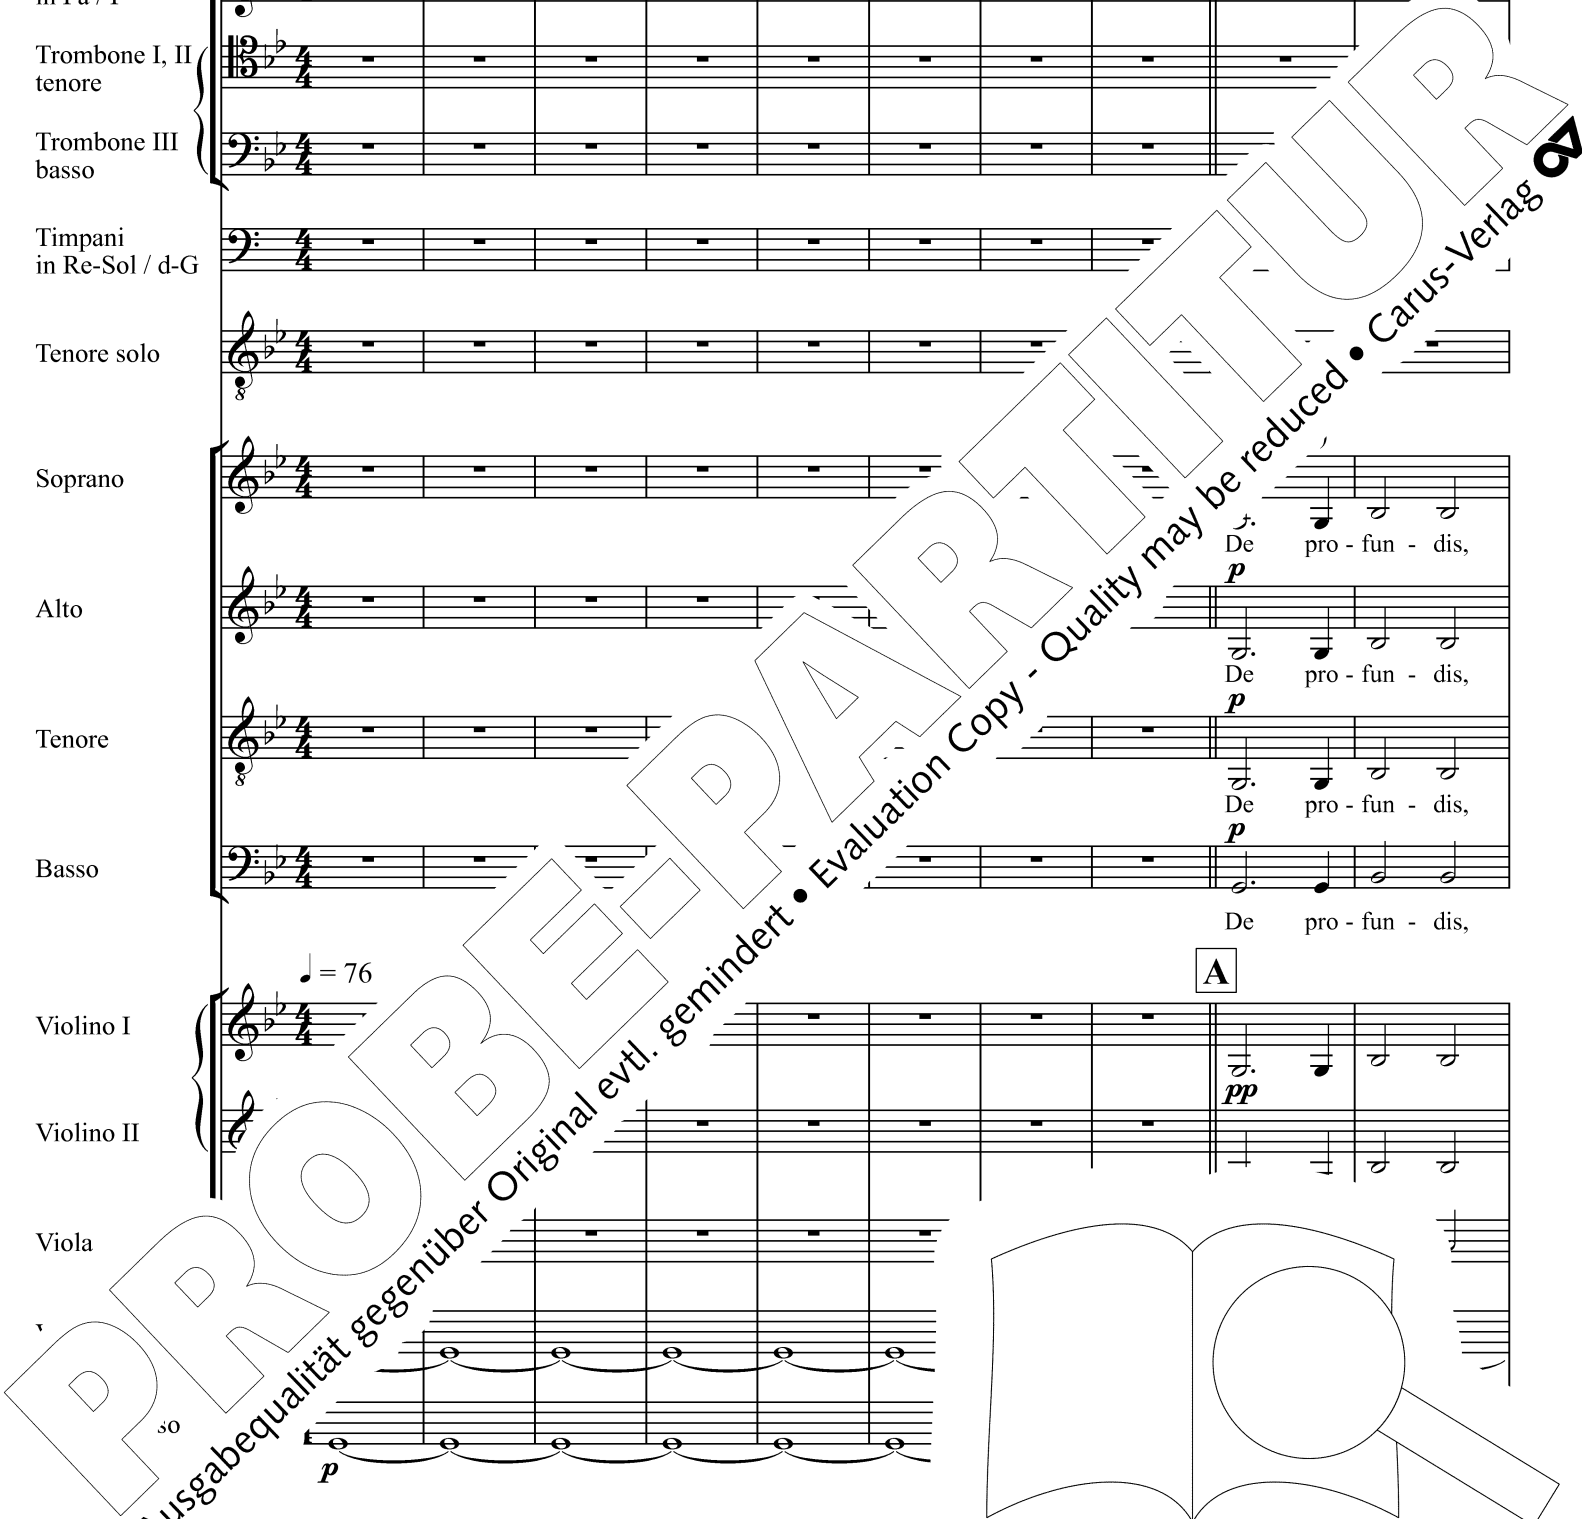 in Fa / F
Trombone I, II
tenore
Trombone III
basso
Timpani
in Re-Sol / d-G
Tenore solo
Soprano
De pro - fun - dis,
p
Alto
De pro - fun - dis,
p
Tenore
De pro - fun - dis,
p
Basso
De pro - fun - dis,
= 76
A
Violino I
pp
Violino II
Viola
so
p
PROBE-PARTITUR
Ausgabequalität gegenüber Original evtl. gemindert • Evaluation Copy - Quality may be reduced • Carus-Verlag